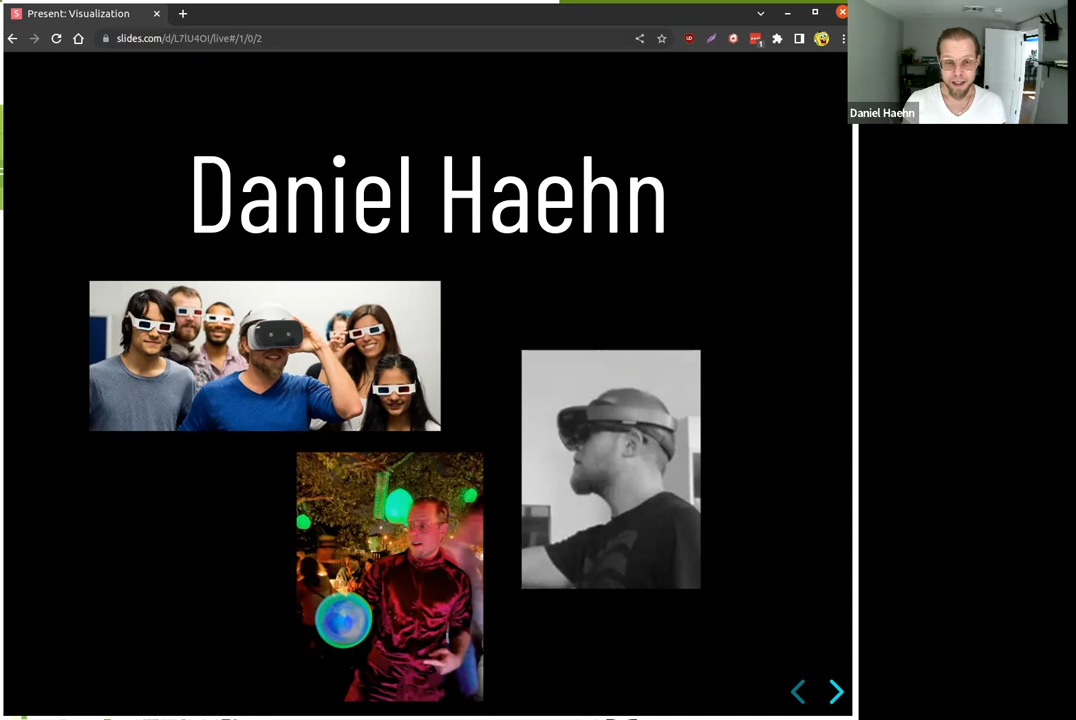 Present: Visualization
slides.com/d/L7lU4OI/live#/1/0/2
Daniel Haehn
Daniel Haehn